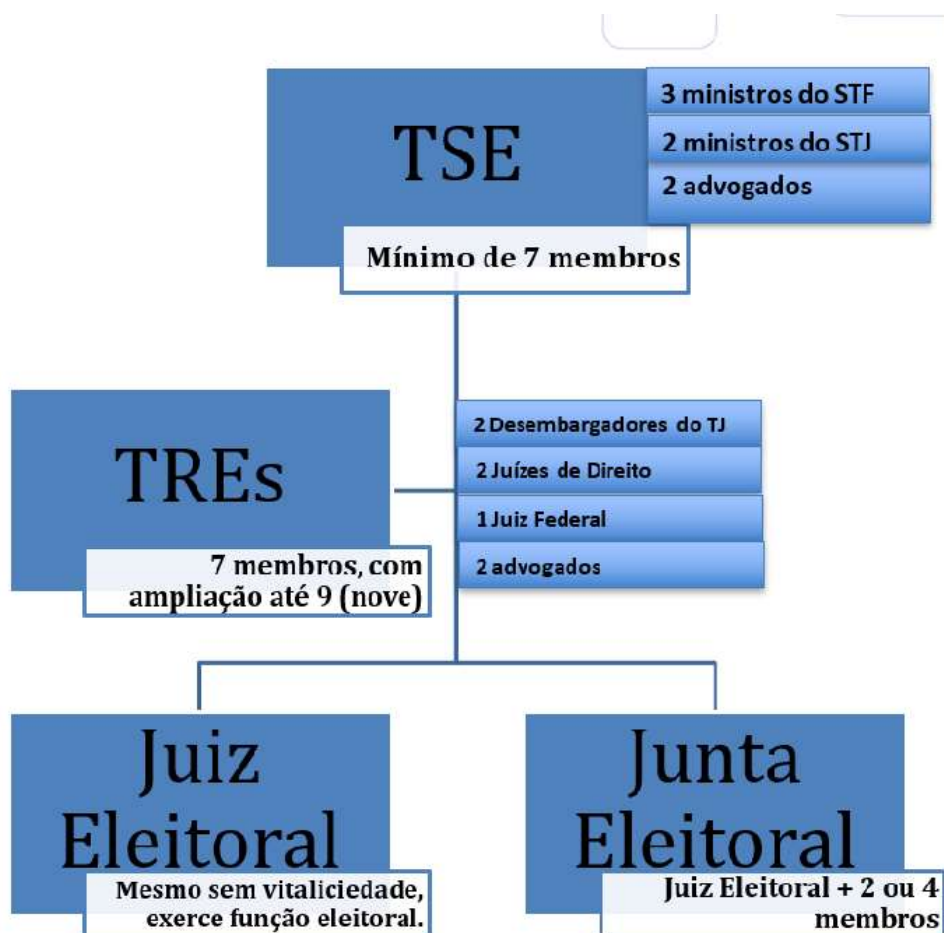 TSE
3 ministros do STF
2 ministros do STJ
2 advogados
Mínimo de 7 membros
TREs
2 Desembargadores do TJ
2 Juízes de Direito
1 Juiz Federal
2 advogados
7 membros, com
ampliação até 9 (nove)
Juiz
Eleitoral
Mesmo sem vitaliciedade,
exerce função eleitoral.
Junta
Eleitoral
Juiz Eleitoral + 2 ou 4
membros